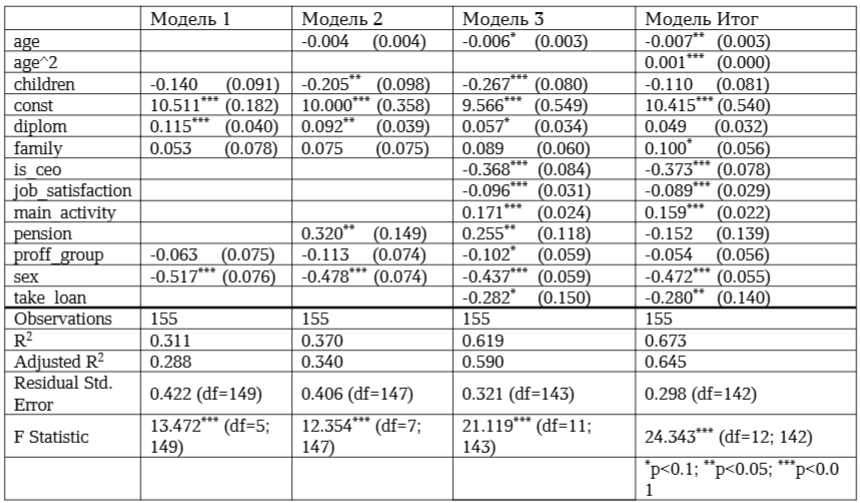 Модель 1 Модель 2 Модель 3 Модель Итог
age -0.004 (0.004) -0.006* (0.003) -0.007** (0.003)
age^2 0.001*** (0.000)
children -0.140 (0.091) -0.205** (0.098) -0.267*** (0.080) -0.110 (0.081)
const 10.511*** (0.182) 10.000*** (0.358) 9.566*** (0.549) 10.415*** (0.540)
diplom 0.115*** (0.040) 0.092** (0.039) 0.057* (0.034) 0.049 (0.032)
family 0.053 (0.078) 0.075 (0.075) 0.089 (0.060) 0.100* (0.056)
is_ceo -0.368*** (0.084) -0.373*** (0.078)
job_satisfaction -0.096*** (0.031) -0.089*** (0.029)
main_activity 0.171*** (0.024) 0.159*** (0.022)
pension 0.320** (0.149) 0.255** (0.118) -0.152 (0.139)
proff_group -0.063 (0.075) -0.113 (0.074) -0.102* (0.059) -0.054 (0.056)
sex -0.517*** (0.076) -0.478*** (0.074) -0.437*** (0.059) -0.472*** (0.055)
take_loan -0.282* (0.150) -0.280** (0.140)
Observations 155 155 155 155
R² 0.311 0.370 0.619 0.673
Adjusted R² 0.288 0.340 0.590 0.645
Residual Std.
Error 0.422 (df=149) 0.406 (df=147) 0.321 (df=143) 0.298 (df=142)
F Statistic 13.472*** (df=5;
149) 12.354*** (df=7;
147) 21.119*** (df=11;
143) 24.343*** (df=12; 142)
*p<0.1; **p<0.05; ***p<0.0
1